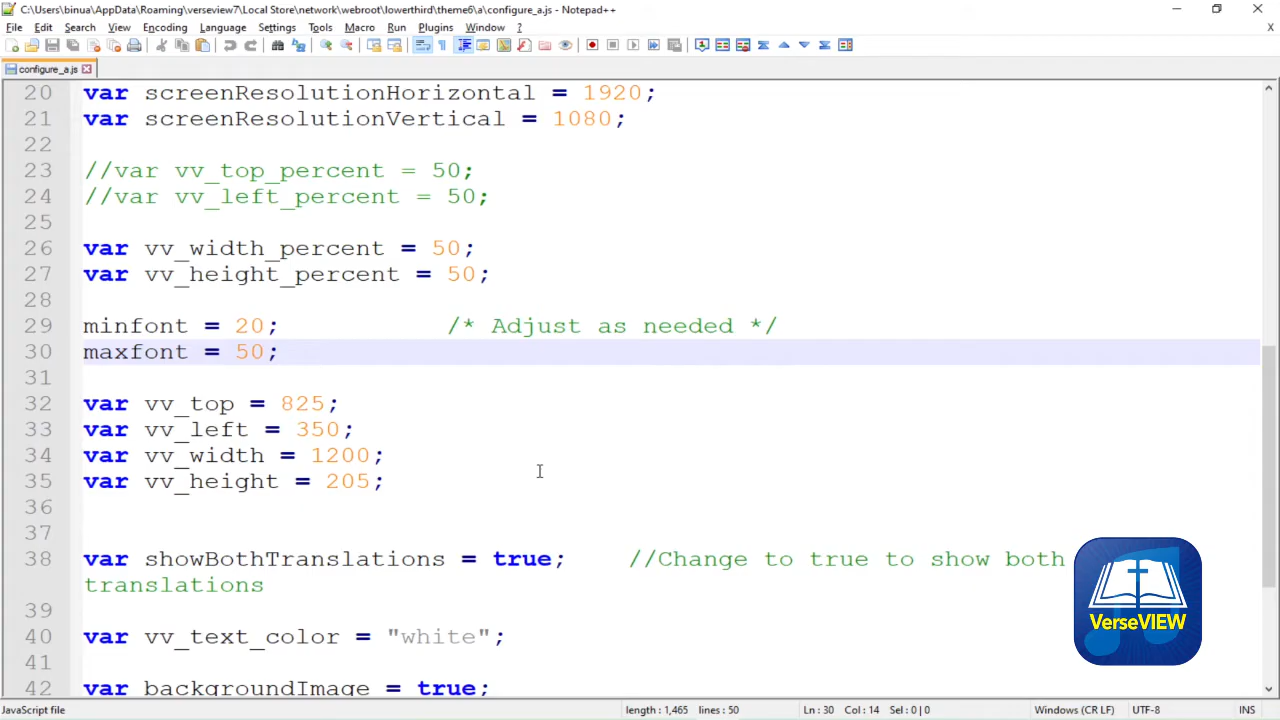 C:\Users\binua\AppData\Roaming\verseview7\Local Store\network\webroot\lowerthird\theme6\a\configure_a.js - Notepad++
File Edit Search View Encoding Language Settings Tools Macro Run Plugins Window ? X
configure_a.js
20 var screenResolutionHorizontal = 1920;
21 var screenResolutionVertical = 1080;
22
23 //var vv_top_percent = 50;
24 //var vv_left_percent = 50;
25
26 var vv_width_percent = 50;
27 var vv_height_percent = 50;
28
29 minfont = 20; /* Adjust as needed */
30 maxfont = 50;
31
32 var vv_top = 825;
33 var vv_left = 350;
34 var vv_width = 1200;
35 var vv_height = 205;
36
37
38 var showBothTranslations = true; //Change to true to show both
translations
39
40 var vv_text_color = "white";
41
42 var backgroundImage = true;
VerseVIEW
JavaScript file length : 1,465 lines : 50 Ln : 30 Col : 14 Sel : 0 | 0 Windows (CR LF) UTF-8 INS